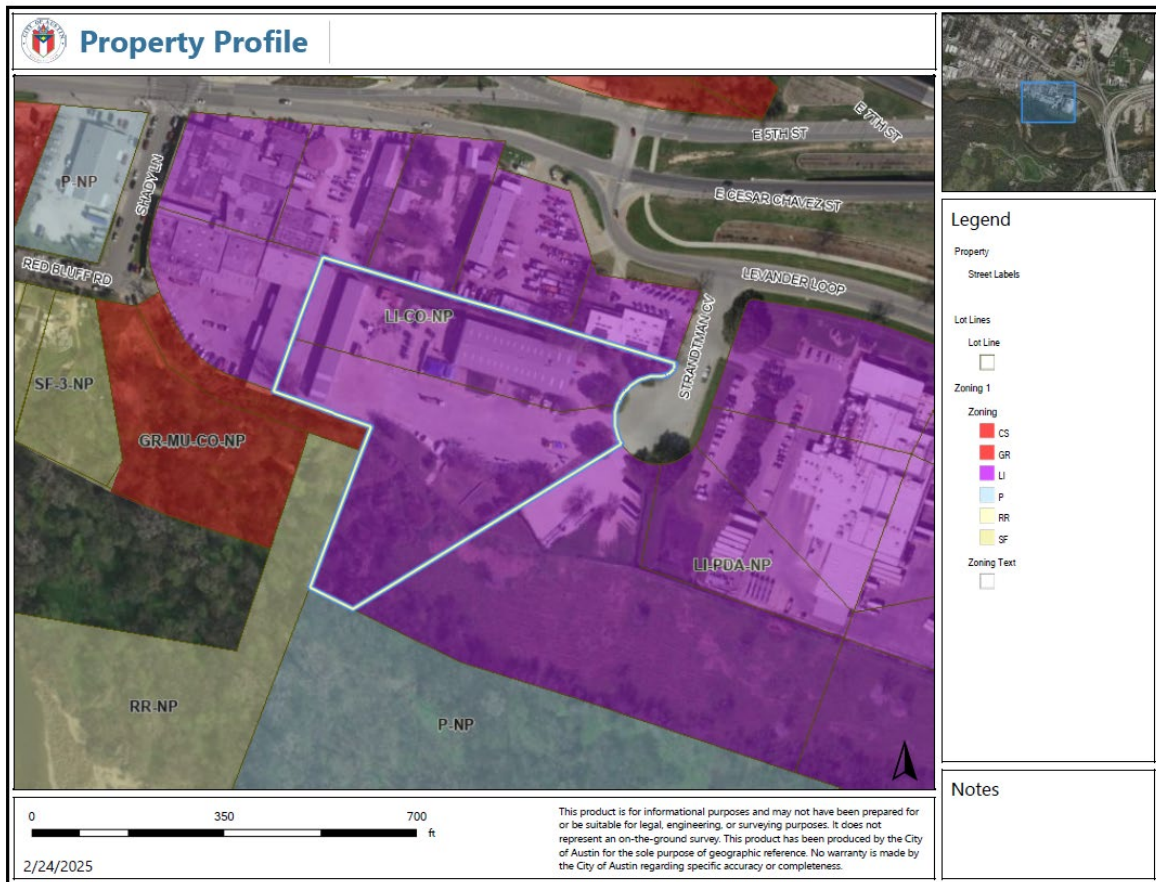 CITY OF AUSTIN
Property Profile
E 7TH ST
E 5TH ST
P-NP
SHADY LN
E CESAR CHAVEZ ST
RED BLUFF RD
LEVANDER LOOP
LI-CO-NP
STRANDTMAN CV
SF-3-NP
GR-MU-CO-NP
LI-PDA-NP
RR-NP
P-NP
Legend
Property
Street Labels
Lot Lines
Lot Line
Zoning 1
Zoning
CS
GR
LI
P
RR
SF
Zoning Text
Notes
0 350 700
ft
2/24/2025
This product is for informational purposes and may not have been prepared for
or be suitable for legal, engineering, or surveying purposes. It does not
represent an on-the-ground survey. This product has been produced by the City
of Austin for the sole purpose of geographic reference. No warranty is made by
the City of Austin regarding specific accuracy or completeness.